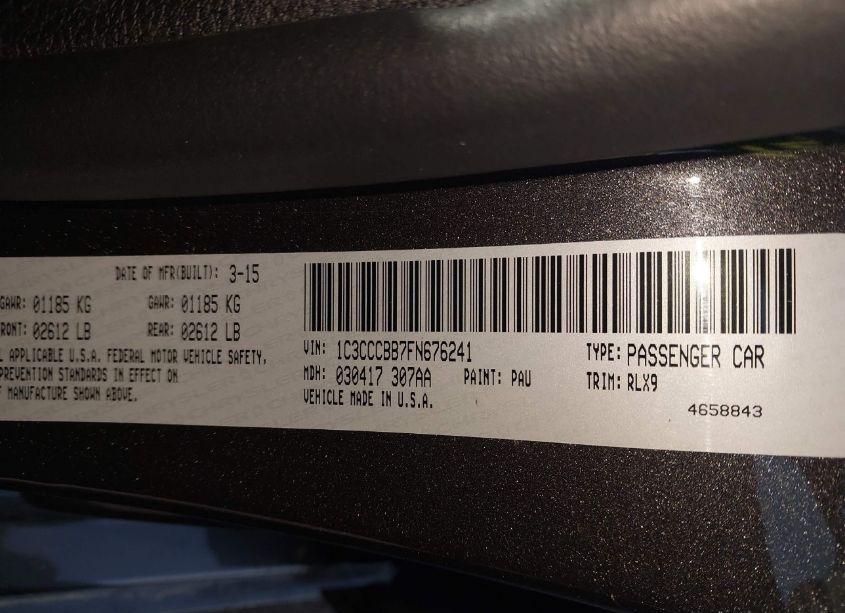 DATE OF MFR(BUILT): 3-15
GAWR: 01185 KG GAWR: 01185 KG
FRONT: 02612 LB REAR: 02612 LB
APPLICABLE U.S.A. FEDERAL MOTOR VEHICLE SAFETY,
PREVENTION STANDARDS IN EFFECT ON
MANUFACTURE SHOWN ABOVE.
VIN: 1C3CCCBB7FN676241
MDH: 030417 307AA PAINT: PAU
VEHICLE MADE IN U.S.A.
TYPE: PASSENGER CAR
TRIM: RLX9
4658843